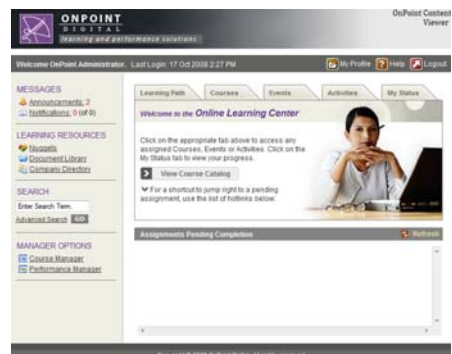 ONPOINT
DIGITAL
learning and performance solutions
OnPoint Content
Viewer
Welcome OnPoint Administrator. Last Login: 17 Oct 2008 2:27 PM
My Profile Help Logout
MESSAGES
Announcements: 2
Notifications: 0 (of 0)
LEARNING RESOURCES
Nuggets
Document Library
Company Directory
SEARCH
Enter Search Term.
Advanced Search GO
MANAGER OPTIONS
Course Manager
Performance Manager
Learning Path Courses Events Activities My Status
Welcome to the Online Learning Center
Click on the appropriate tab above to access any
assigned Courses, Events or Activities. Click on the
My Status tab to view your progress.
View Course Catalog
For a shortcut to jump right to a pending
assignment, use the list of hotlinks below:
Assignments Pending Completion
Refresh